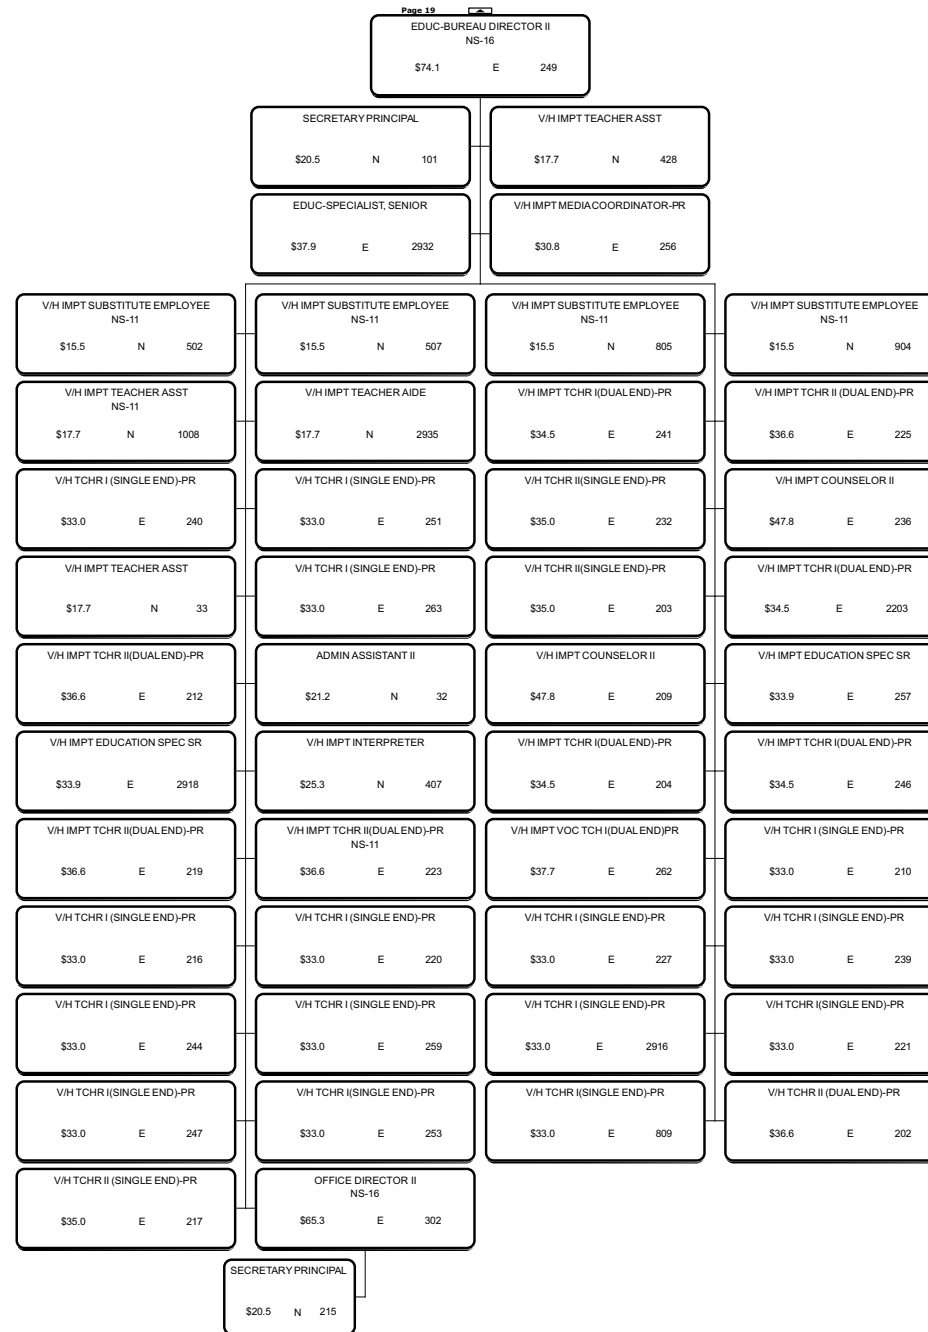 Page 19
EDUC-BUREAU DIRECTOR II
NS-16
$74.1 E 249
SECRETARY PRINCIPAL
$20.5 N 101
V/H IMPT TEACHER ASST
$17.7 N 428
EDUC-SPECIALIST, SENIOR
$37.9 E 2932
V/H IMPT MEDIA COORDINATOR-PR
$30.8 E 256
V/H IMPT SUBSTITUTE EMPLOYEE
NS-11
$15.5 N 502
V/H IMPT SUBSTITUTE EMPLOYEE
NS-11
$15.5 N 507
V/H IMPT SUBSTITUTE EMPLOYEE
NS-11
$15.5 N 805
V/H IMPT SUBSTITUTE EMPLOYEE
NS-11
$15.5 N 904
V/H IMPT TEACHER ASST
NS-11
$17.7 N 1008
V/H IMPT TEACHER AIDE
$17.7 N 2935
V/H IMPT TCHR I(DUAL END)-PR
$34.5 E 241
V/H IMPT TCHR II (DUAL END)-PR
$36.6 E 225
V/H TCHR I (SINGLE END)-PR
$33.0 E 240
V/H TCHR I (SINGLE END)-PR
$33.0 E 251
V/H TCHR II(SINGLE END)-PR
$35.0 E 232
V/H IMPT COUNSELOR II
$47.8 E 236
V/H IMPT TEACHER ASST
$17.7 N 33
V/H TCHR I (SINGLE END)-PR
$33.0 E 263
V/H TCHR II(SINGLE END)-PR
$35.0 E 203
V/H IMPT TCHR I(DUAL END)-PR
$34.5 E 2203
V/H IMPT TCHR II(DUAL END)-PR
$36.6 E 212
ADMIN ASSISTANT II
$21.2 N 32
V/H IMPT COUNSELOR II
$47.8 E 209
V/H IMPT EDUCATION SPEC SR
$33.9 E 257
V/H IMPT EDUCATION SPEC SR
$33.9 E 2918
V/H IMPT INTERPRETER
$25.3 N 407
V/H IMPT TCHR I(DUAL END)-PR
$34.5 E 204
V/H IMPT TCHR I(DUAL END)-PR
$34.5 E 246
V/H IMPT TCHR II(DUAL END)-PR
$36.6 E 219
V/H IMPT TCHR II(DUAL END)-PR
NS-11
$36.6 E 223
V/H IMPT VOC TCH I(DUAL END)PR
$37.7 E 262
V/H TCHR I (SINGLE END)-PR
$33.0 E 210
V/H TCHR I (SINGLE END)-PR
$33.0 E 216
V/H TCHR I (SINGLE END)-PR
$33.0 E 220
V/H TCHR I (SINGLE END)-PR
$33.0 E 227
V/H TCHR I (SINGLE END)-PR
$33.0 E 239
V/H TCHR I (SINGLE END)-PR
$33.0 E 244
V/H TCHR I (SINGLE END)-PR
$33.0 E 259
V/H TCHR I (SINGLE END)-PR
$33.0 E 2916
V/H TCHR I(SINGLE END)-PR
$33.0 E 221
V/H TCHR I(SINGLE END)-PR
$33.0 E 247
V/H TCHR I(SINGLE END)-PR
$33.0 E 253
V/H TCHR I(SINGLE END)-PR
$33.0 E 809
V/H TCHR II (DUAL END)-PR
$36.6 E 202
V/H TCHR II (SINGLE END)-PR
$35.0 E 217
OFFICE DIRECTOR II
NS-16
$65.3 E 302
SECRETARY PRINCIPAL
$20.5 N 215